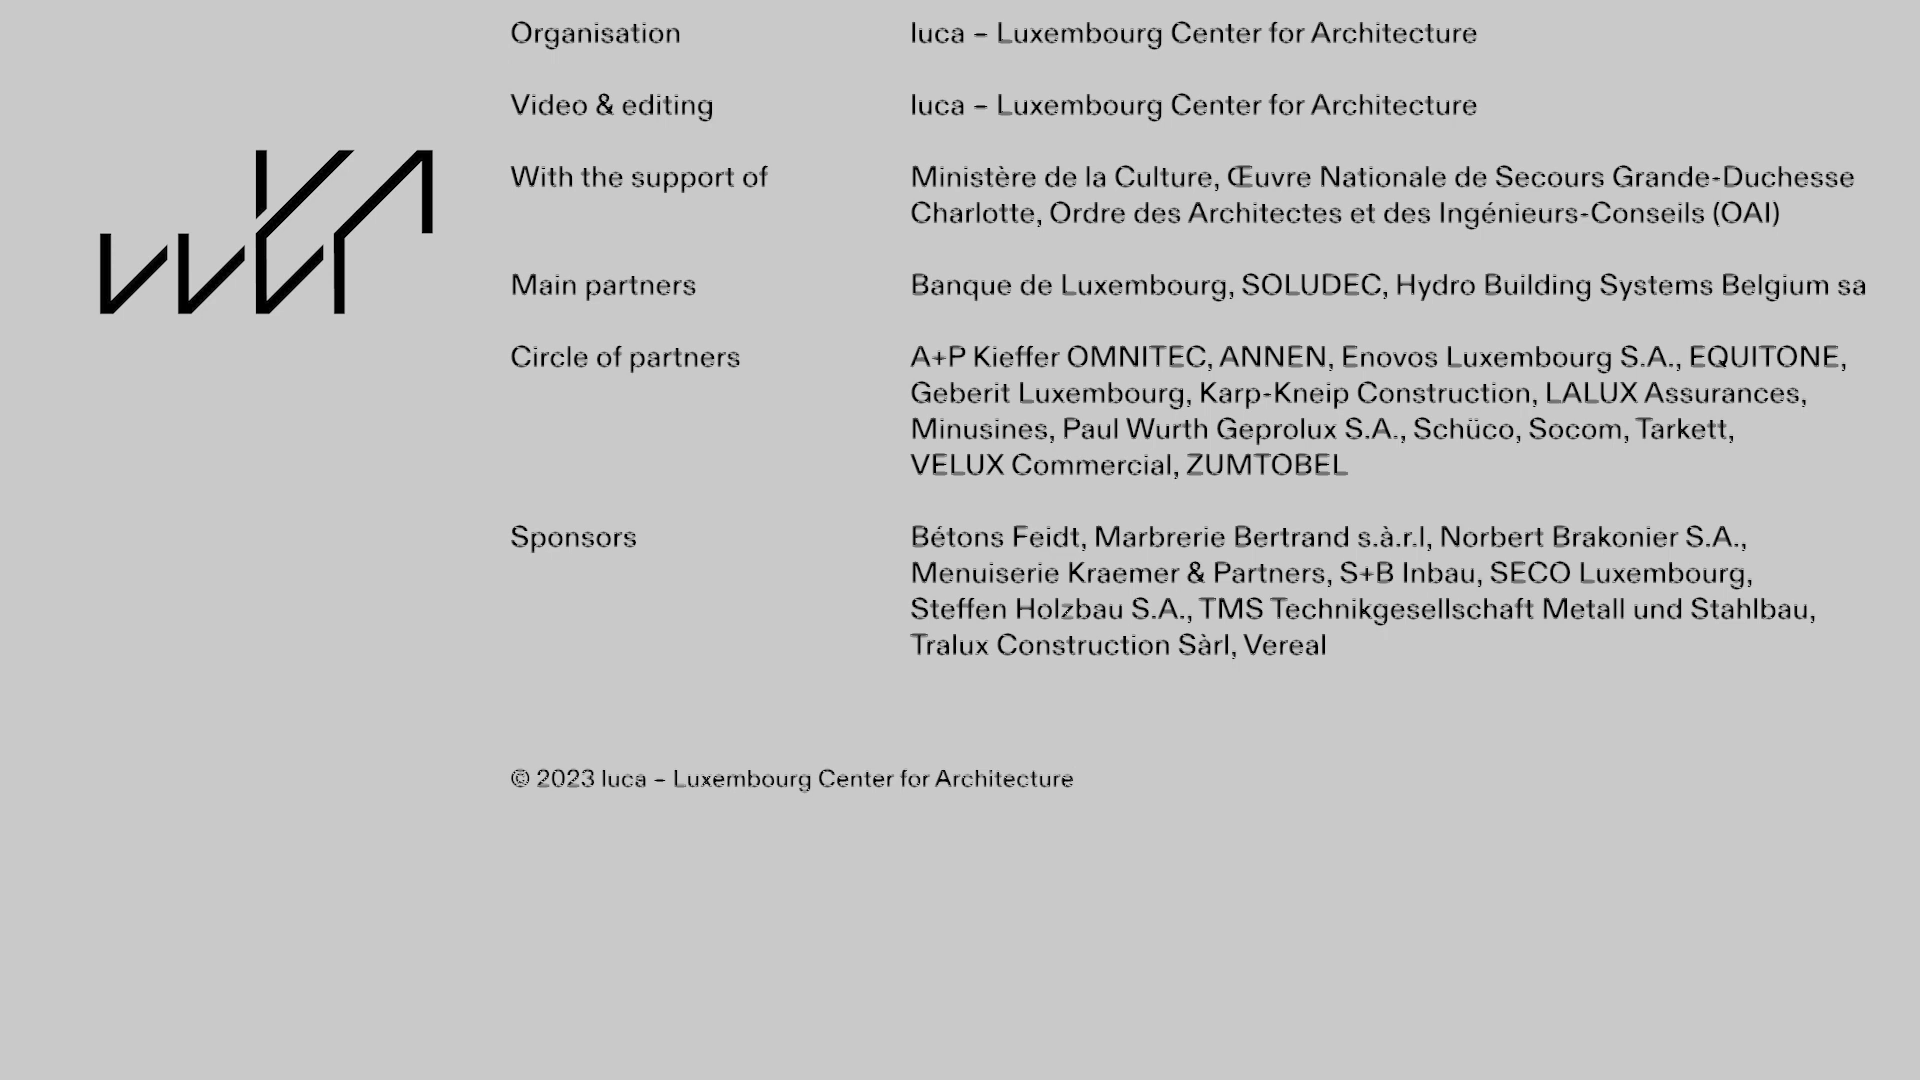 Organisation
luca – Luxembourg Center for Architecture
Video & editing
luca – Luxembourg Center for Architecture
With the support of
Ministère de la Culture, Œuvre Nationale de Secours Grande-Duchesse
Charlotte, Ordre des Architectes et des Ingénieurs-Conseils (OAI)
Main partners
Banque de Luxembourg, SOLUDEC, Hydro Building Systems Belgium sa
Circle of partners
A+P Kieffer OMNITEC, ANNEN, Enovos Luxembourg S.A., EQUITONE,
Geberit Luxembourg, Karp-Kneip Construction, LALUX Assurances,
Minusines, Paul Wurth Geprolux S.A., Schüco, Socom, Tarkett,
VELUX Commercial, ZUMTOBEL
Sponsors
Bétons Feidt, Marbrerie Bertrand s.à.r.l, Norbert Brakonier S.A.,
Menuiserie Kraemer & Partners, S+B Inbau, SECO Luxembourg,
Steffen Holzbau S.A., TMS Technikgesellschaft Metall und Stahlbau,
Tralux Construction Sàrl, Vereal
© 2023 luca – Luxembourg Center for Architecture